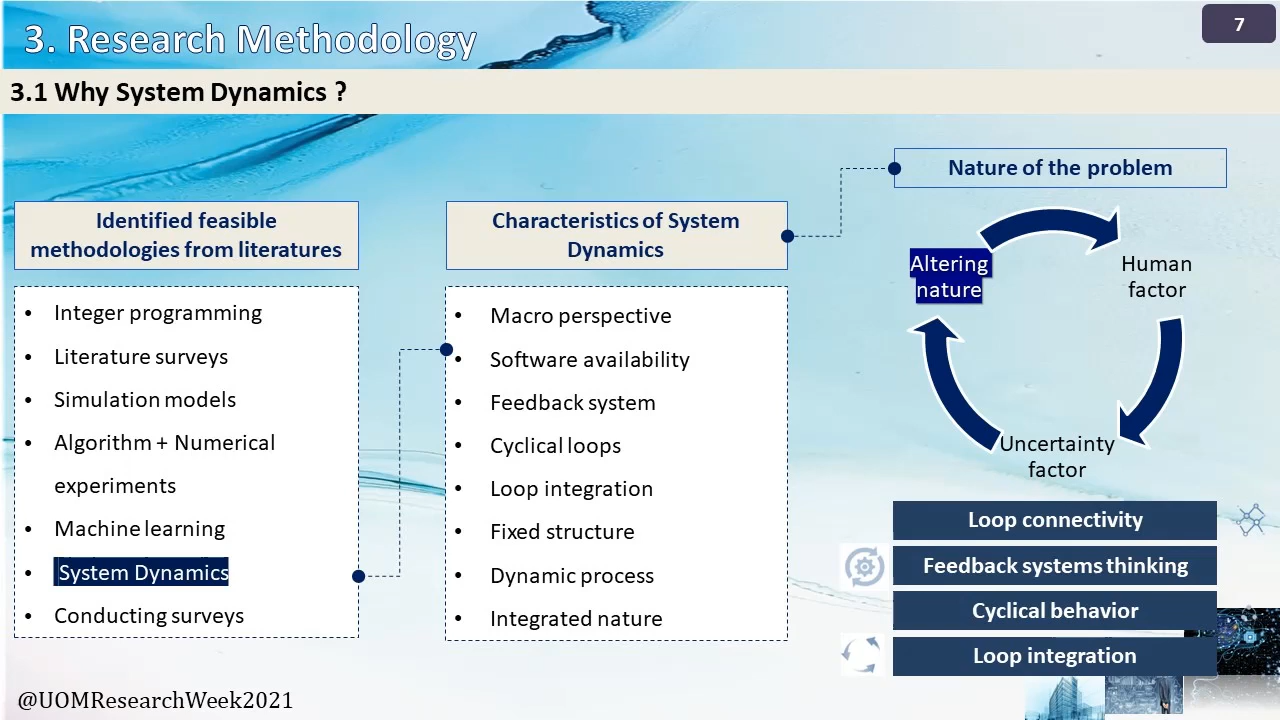 3. Research Methodology
7
3.1 Why System Dynamics ?
Identified feasible
methodologies from literatures
• Integer programming
• Literature surveys
• Simulation models
• Algorithm + Numerical
experiments
• Machine learning
• System Dynamics
• Conducting surveys
Characteristics of System
Dynamics
• Macro perspective
• Software availability
• Feedback system
• Cyclical loops
• Loop integration
• Fixed structure
• Dynamic process
• Integrated nature
Nature of the problem
Altering
nature
Human
factor
Uncertainty
factor
Loop connectivity
Feedback systems thinking
Cyclical behavior
Loop integration
@UOMResearchWeek2021